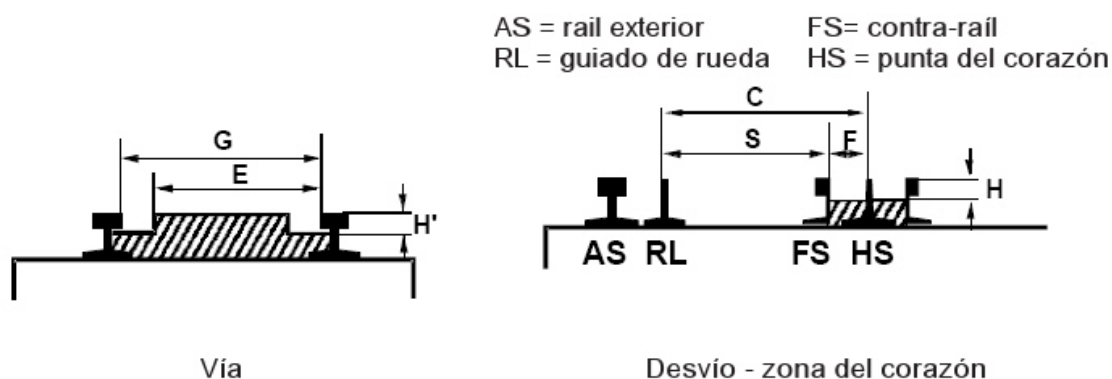 AS = rail exterior
FS= contra-raíl
RL = guiado de rueda
HS = punta del corazón
G
E
H'
C
S
F
H
AS RL FS HS
Vía
Desvío - zona del corazón